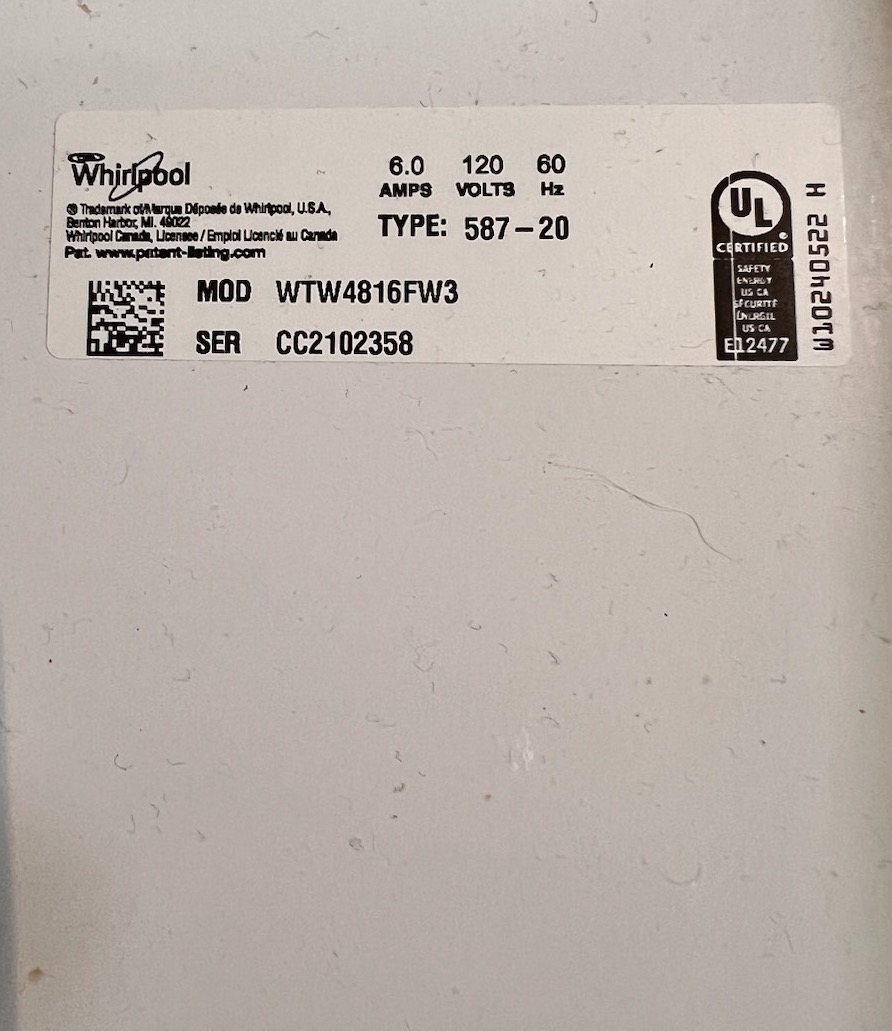 Whirlpool
® Trademark of/Marque Déposée de Whirlpool, U.S.A.,
Benton Harbor, MI. 49022
Whirlpool Canada, Licensee / Emploi Licencié au Canada
Pat. www.patent-listing.com
6.0 120 60
AMPS VOLTS Hz
TYPE: 587-20
MOD WTW4816FW3
SER CC2102358
UL
®
CERTIFIED
SAFETY
ENERGY
US CA
SÉCURITÉ
ÉNERGIE
US CA
E12477
W10240522 H